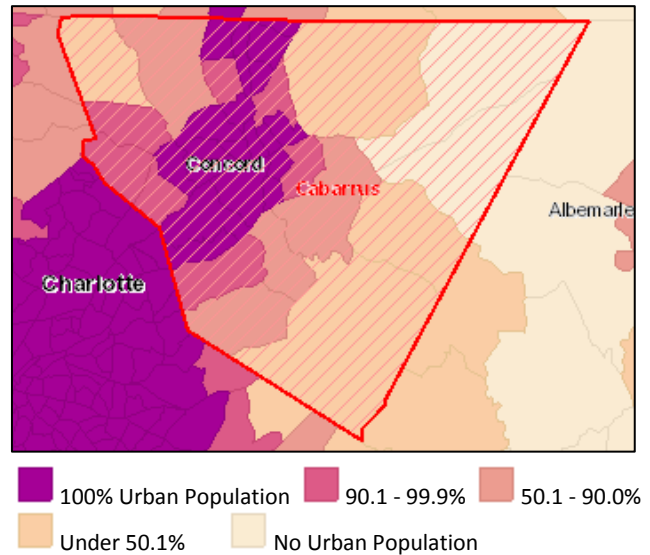 Concord
Cabarrus
Albemarle
Charlotte
100% Urban Population 90.1 - 99.9% 50.1 - 90.0%
Under 50.1% No Urban Population